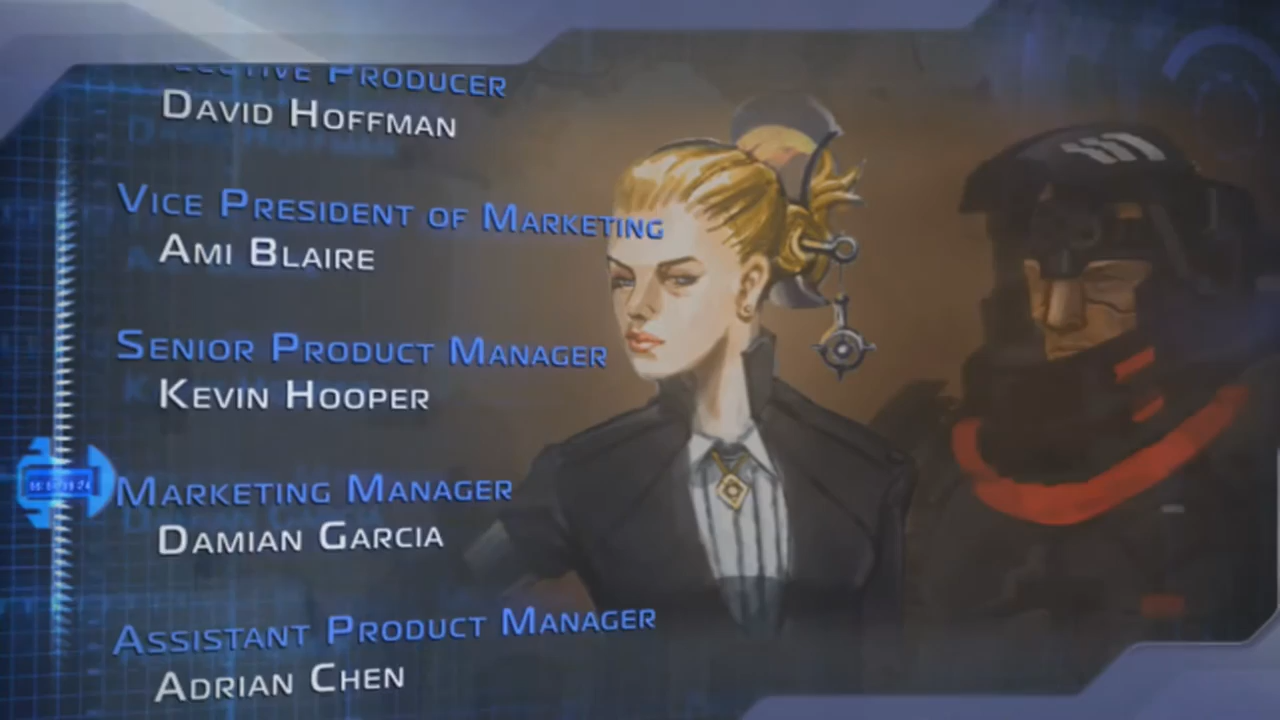 Producer
David Hoffman
Vice President of Marketing
Ami Blaire
Senior Product Manager
Kevin Hooper
Marketing Manager
Damian Garcia
Assistant Product Manager
Adrian Chen